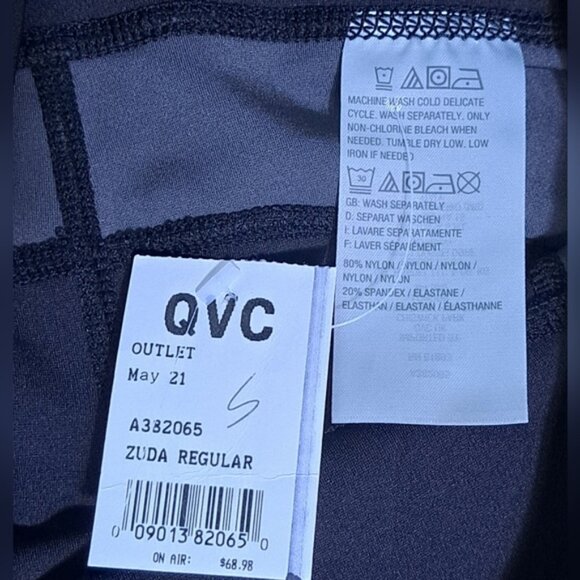 MACHINE WASH COLD DELICATE
CYCLE. WASH SEPARATELY. ONLY
NON-CHLORINE BLEACH WHEN
NEEDED. TUMBLE DRY LOW. LOW
IRON IF NEEDED
30
GB: WASH SEPARATELY
D: SEPARAT WASCHEN
I: LAVARE SEPARATAMENTE
F: LAVER SÉPARÉMENT
80% NYLON / NYLON / NYLON /
NYLON / NYLON
20% SPANDEX / ELASTANE /
ELASTHAN / ELASTAN / ÉLASTHANNE
QVC
OUTLET
May 21
S
A382065
ZUDA REGULAR
0 09013 82065 0
ON AIR: $68.98